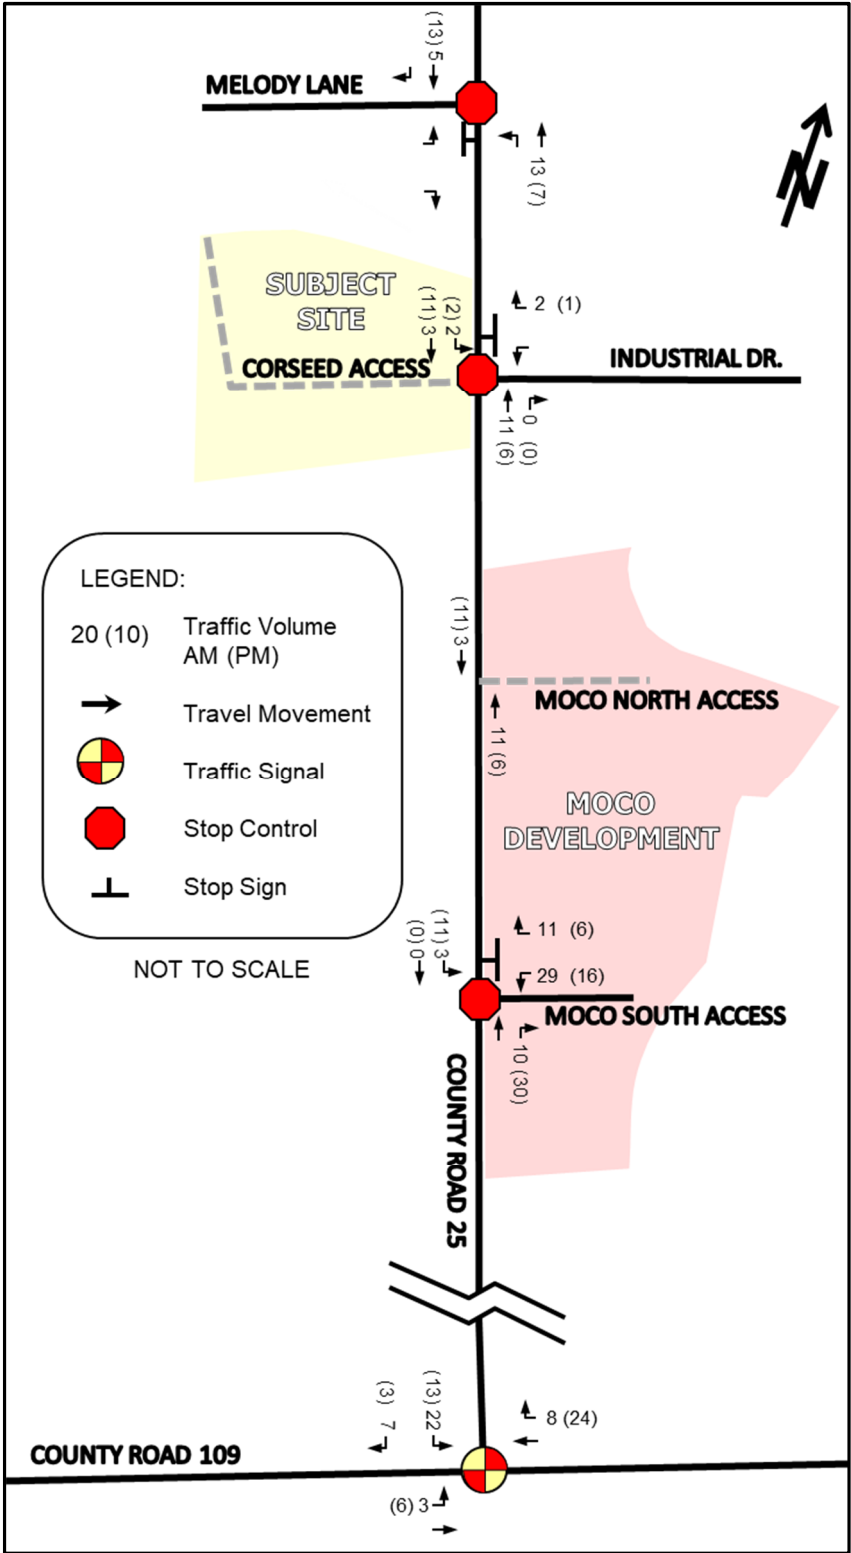 (13) 5
MELODY LANE
13 (7)
N
SUBJECT
SITE
(11) 3
(2) 2
2 (1)
CORSEED ACCESS
INDUSTRIAL DR.
11 (6)
0 (0)
LEGEND:
20 (10) Traffic Volume
AM (PM)
Travel Movement
Traffic Signal
Stop Control
Stop Sign
NOT TO SCALE
(11) 3
MOCO NORTH ACCESS
11 (6)
MOCO
DEVELOPMENT
(0) 0
(11) 3
11 (6)
29 (16)
MOCO SOUTH ACCESS
10 (30)
COUNTY ROAD 25
(3) 7
(13) 22
8 (24)
COUNTY ROAD 109
(6) 3